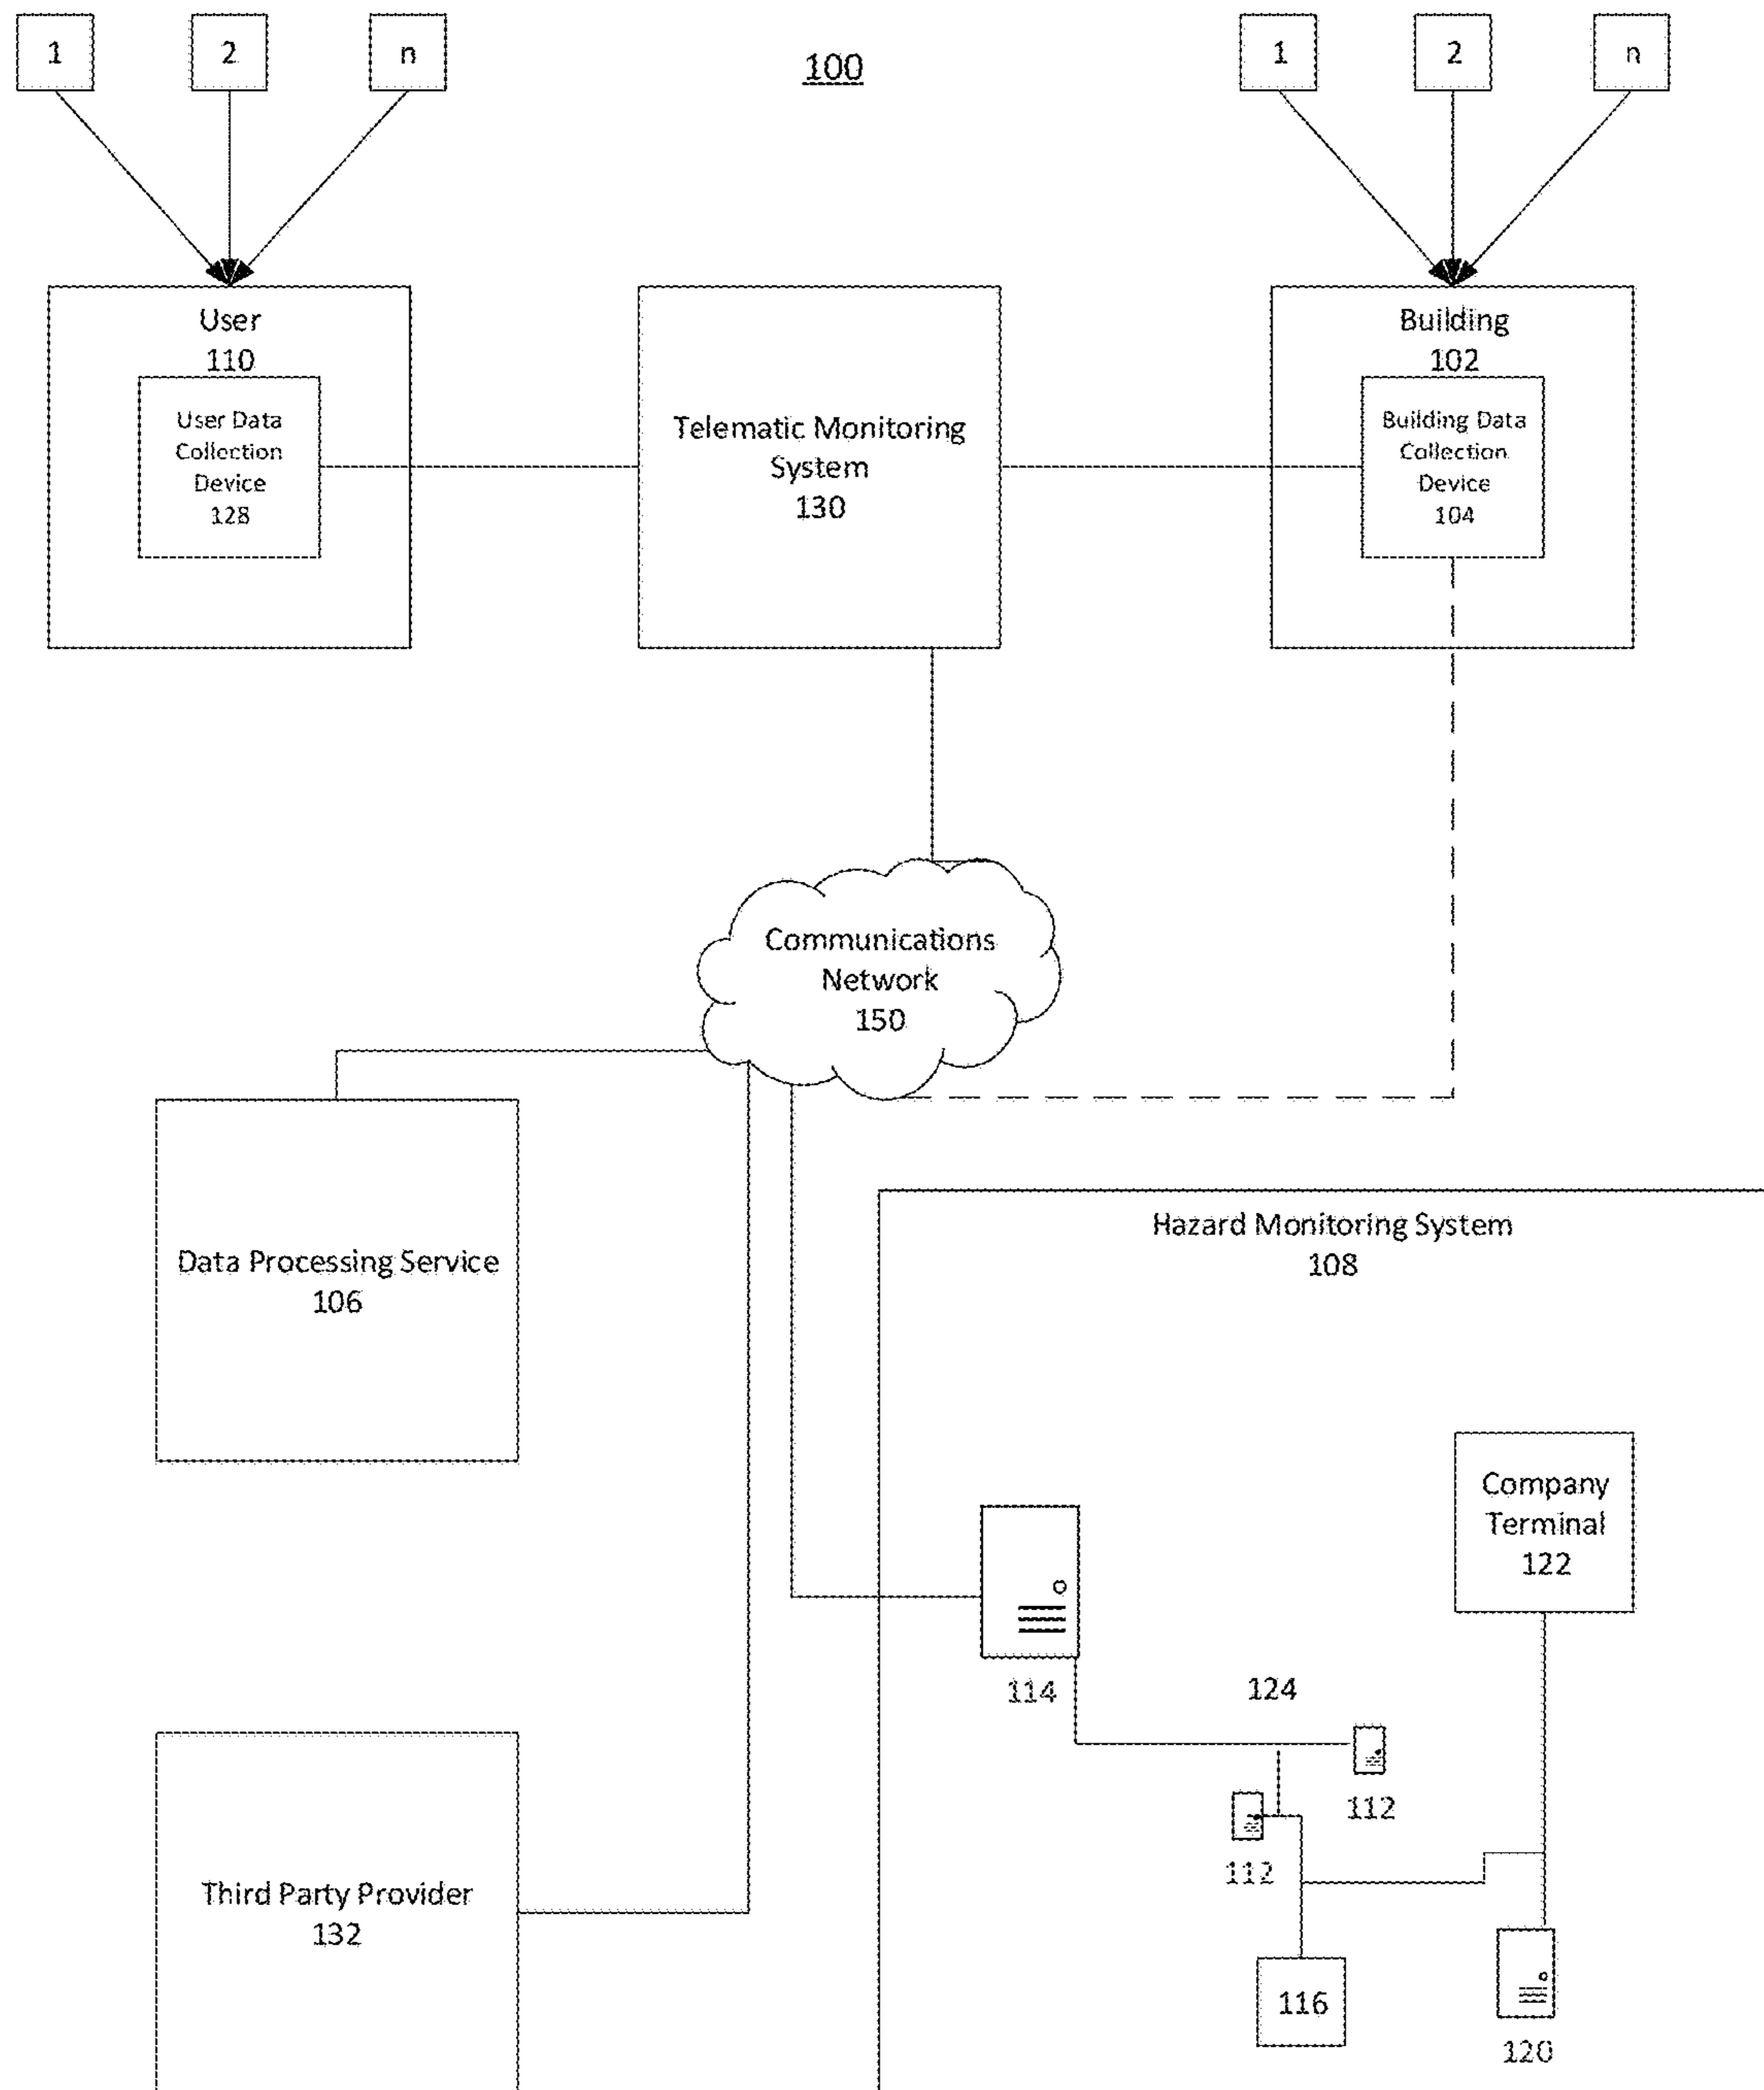 1
2
n
100
1
2
n
User
110
User Data
Collection
Device
128
Telematic Monitoring
System
130
Building
102
Building Data
Collection
Device
104
Communications
Network
150
Data Processing Service
106
Hazard Monitoring System
108
Company
Terminal
122
114
124
112
112
Third Party Provider
132
116
120